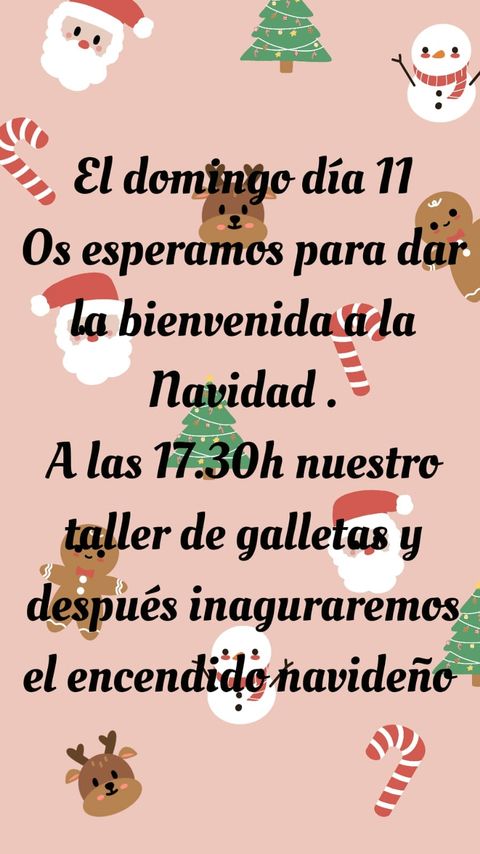 El domingo día 11
Os esperamos para dar
la bienvenida a la
Navidad .
A las 17.30h nuestro
taller de galletas y
después inaguraremos
el encendido navideño